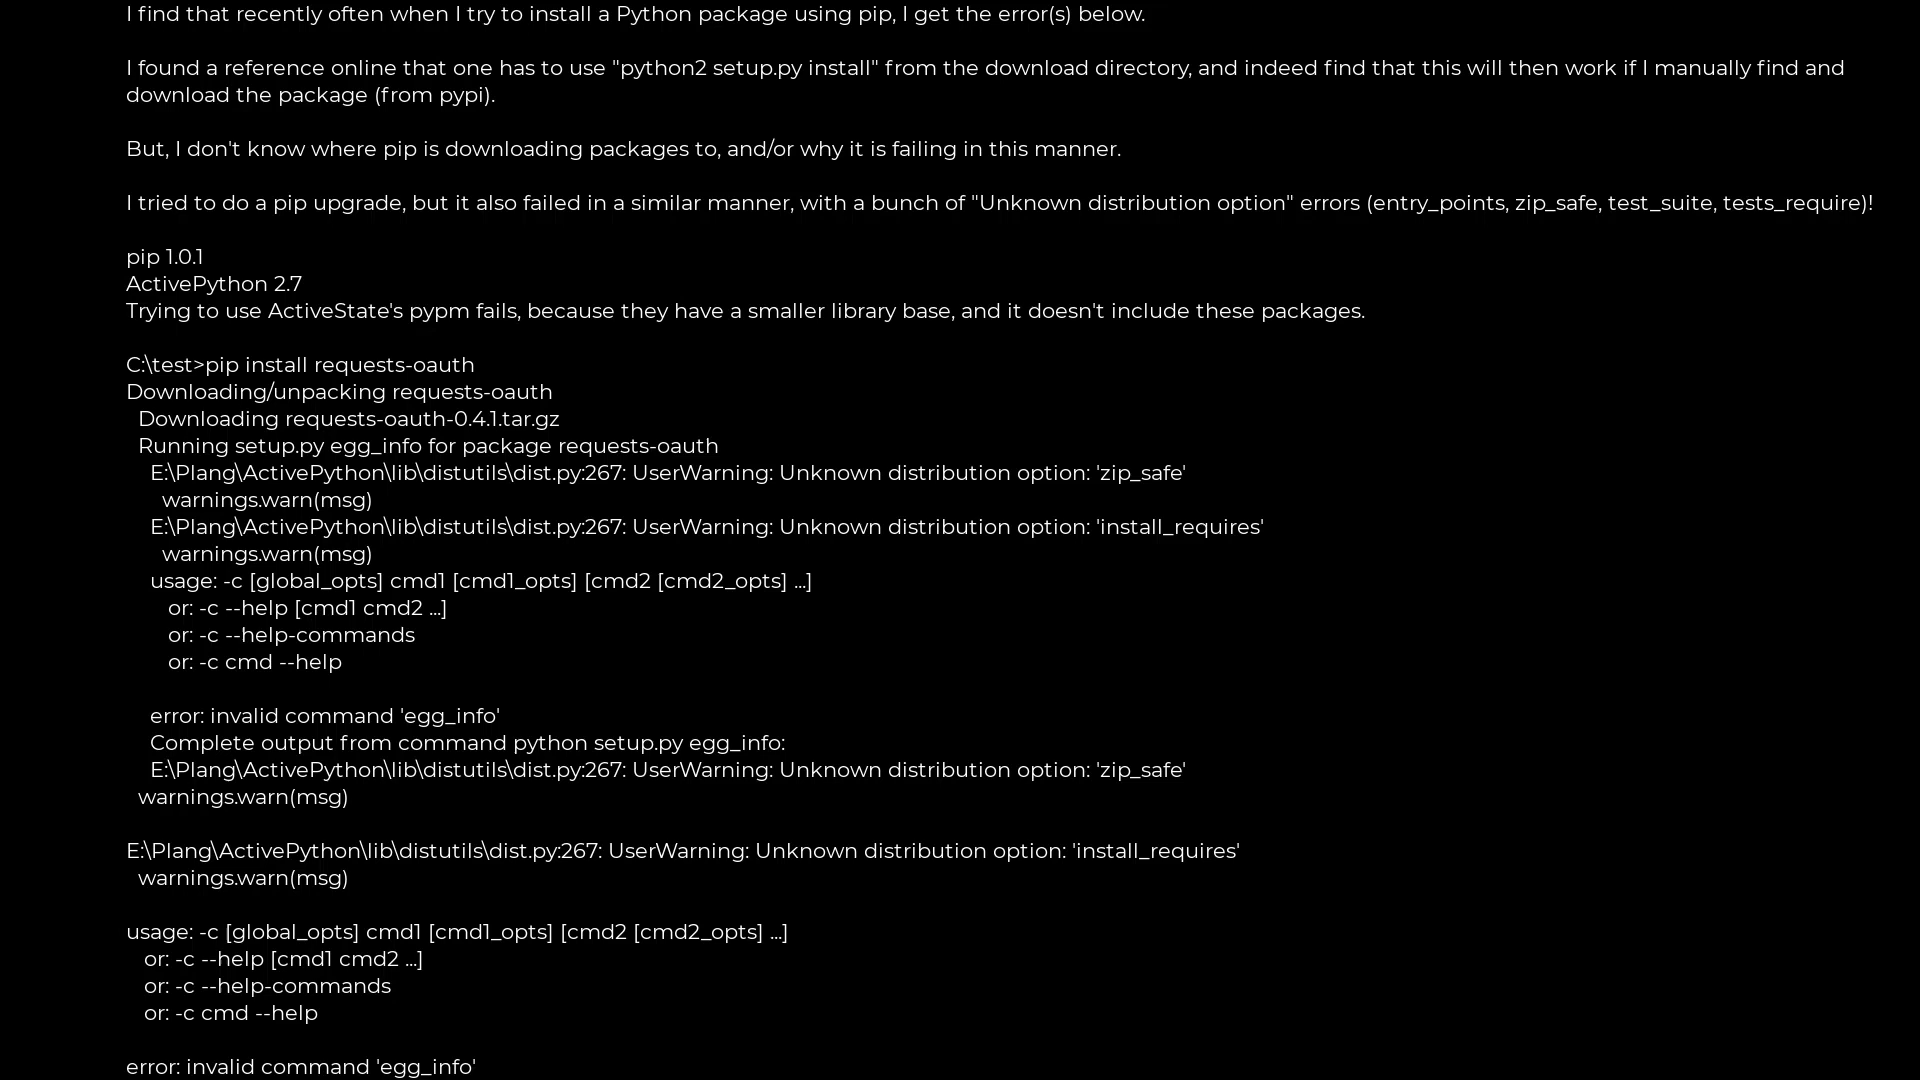 I find that recently often when I try to install a Python package using pip, I get the error(s) below.
I found a reference online that one has to use "python2 setup.py install" from the download directory, and indeed find that this will then work if I manually find and
download the package (from pypi).
But, I don't know where pip is downloading packages to, and/or why it is failing in this manner.
I tried to do a pip upgrade, but it also failed in a similar manner, with a bunch of "Unknown distribution option" errors (entry_points, zip_safe, test_suite, tests_require)!
pip 1.0.1
ActivePython 2.7
Trying to use ActiveState's pypm fails, because they have a smaller library base, and it doesn't include these packages.
C:\test>pip install requests-oauth
Downloading/unpacking requests-oauth
Downloading requests-oauth-0.4.1.tar.gz
Running setup.py egg_info for package requests-oauth
E:\Plang\ActivePython\lib\distutils\dist.py:267: UserWarning: Unknown distribution option: 'zip_safe'
warnings.warn(msg)
E:\Plang\ActivePython\lib\distutils\dist.py:267: UserWarning: Unknown distribution option: 'install_requires'
warnings.warn(msg)
usage: -c [global_opts] cmd1 [cmd1_opts] [cmd2 [cmd2_opts] ...]
or: -c --help [cmd1 cmd2 ...]
or: -c --help-commands
or: -c cmd --help
error: invalid command 'egg_info'
Complete output from command python setup.py egg_info:
E:\Plang\ActivePython\lib\distutils\dist.py:267: UserWarning: Unknown distribution option: 'zip_safe'
warnings.warn(msg)
E:\Plang\ActivePython\lib\distutils\dist.py:267: UserWarning: Unknown distribution option: 'install_requires'
warnings.warn(msg)
usage: -c [global_opts] cmd1 [cmd1_opts] [cmd2 [cmd2_opts] ...]
or: -c --help [cmd1 cmd2 ...]
or: -c --help-commands
or: -c cmd --help
error: invalid command 'egg_info'